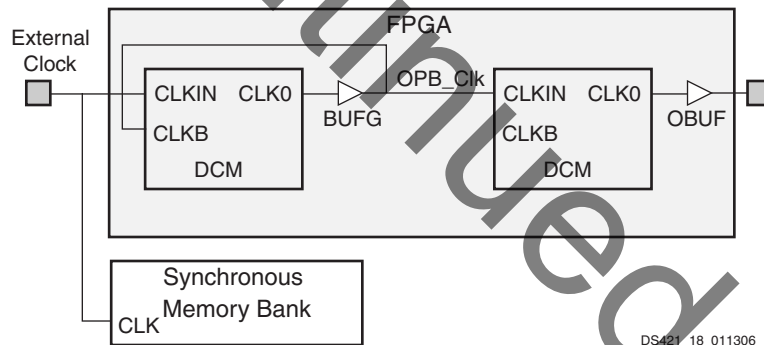 FPGA
External
Clock
OPB_Clk
CLKIN CLK0
CLKIN CLK0
BUFG
OBUF
CLKB
CLKB
DCM
DCM
Synchronous
Memory Bank
CLK
DS421_18_011306